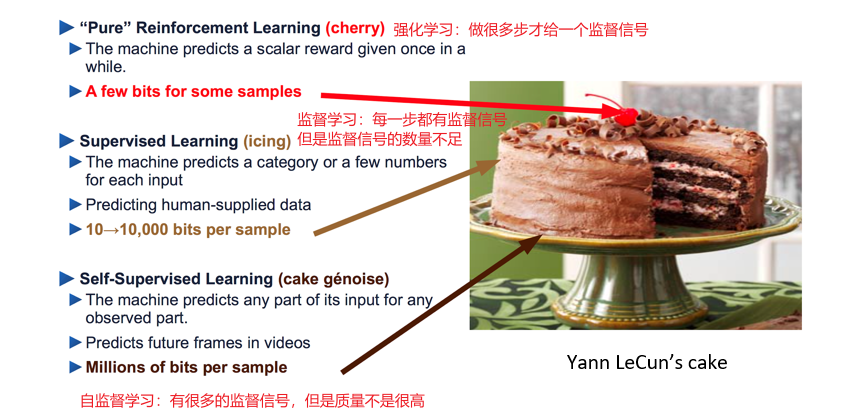 “Pure” Reinforcement Learning (cherry) 强化学习：做很多步才给一个监督信号
The machine predicts a scalar reward given once in a
while.
A few bits for some samples
监督学习：每一步都有监督信号
但是监督信号的数量不足
Supervised Learning (icing)
The machine predicts a category or a few numbers
for each input
Predicting human-supplied data
10→10,000 bits per sample
Self-Supervised Learning (cake génoise)
The machine predicts any part of its input for any
observed part.
Predicts future frames in videos
Millions of bits per sample
Yann LeCun’s cake
自监督学习：有很多的监督信号，但是质量不是很高